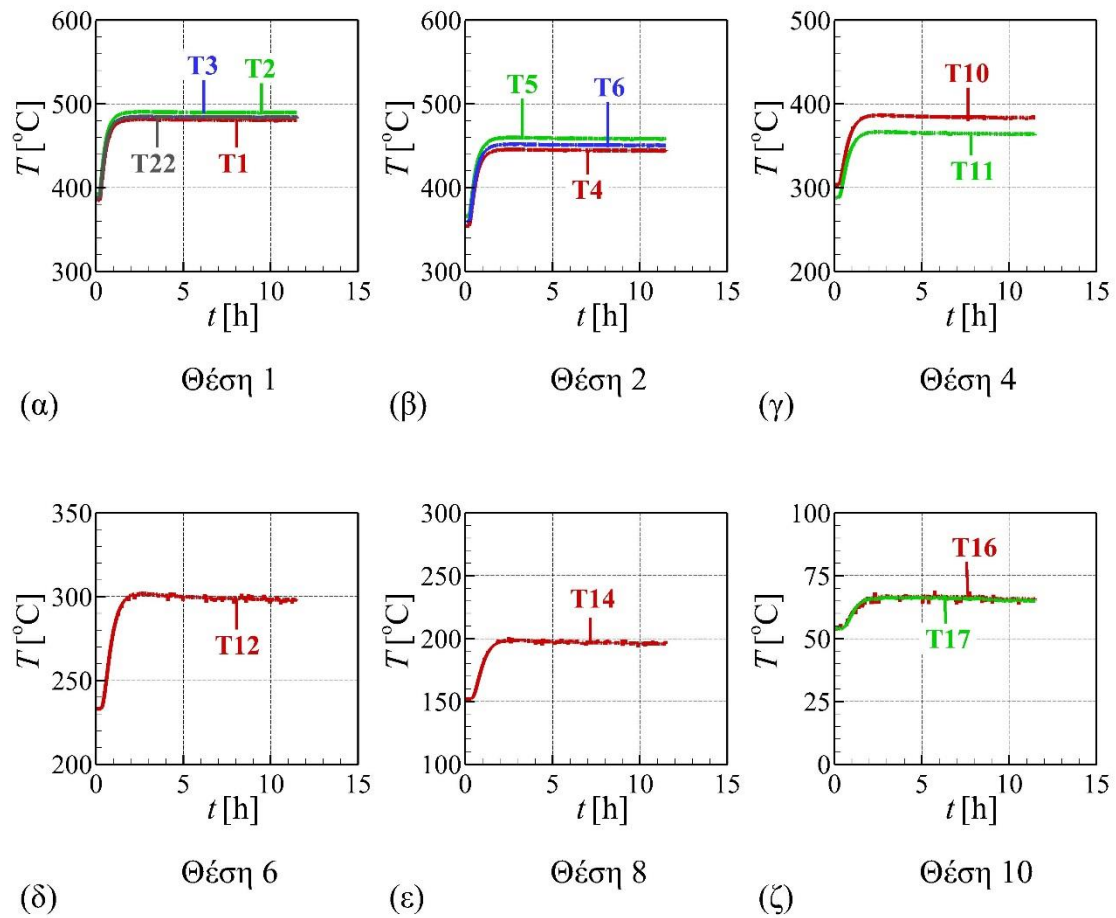 600
500
400
300
T [°C]
T3
T2
T22
T1
0
5
10
15
t [h]
Θέση 1
(α)
600
500
400
300
T [°C]
T5
T6
T4
0
5
10
15
t [h]
Θέση 2
(β)
500
400
300
200
T [°C]
T10
T11
0
5
10
15
t [h]
Θέση 4
(γ)
350
300
250
200
T [°C]
T12
0
5
10
15
t [h]
Θέση 6
(δ)
300
250
200
150
100
T [°C]
T14
0
5
10
15
t [h]
Θέση 8
(ε)
100
75
50
25
0
T [°C]
T16
T17
0
5
10
15
t [h]
Θέση 10
(ζ)